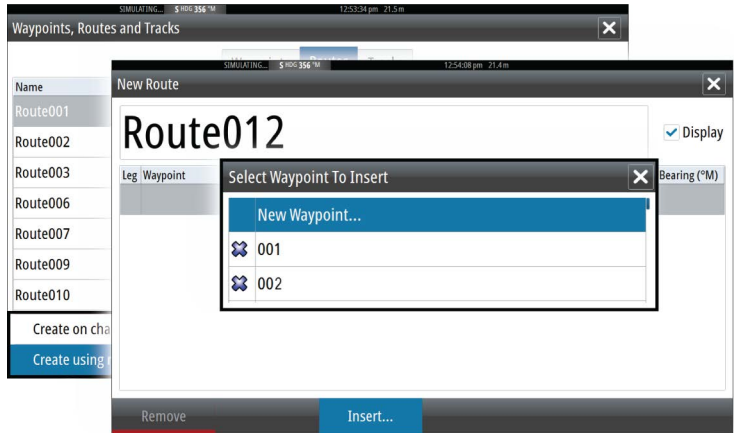 SIMULATING... S HDG 356 °M 12:53:34 pm 21.5 m
Waypoints, Routes and Tracks
Name
Route001
Route002
Route003
Route006
Route007
Route009
Route010
Create on cha
Create using
SIMULATING... S HDG 356 °M 12:54:08 pm 21.4 m
New Route
Route012
Display
Leg Waypoint Bearing (°M)
Select Waypoint To Insert
New Waypoint...
001
002
Remove Insert...